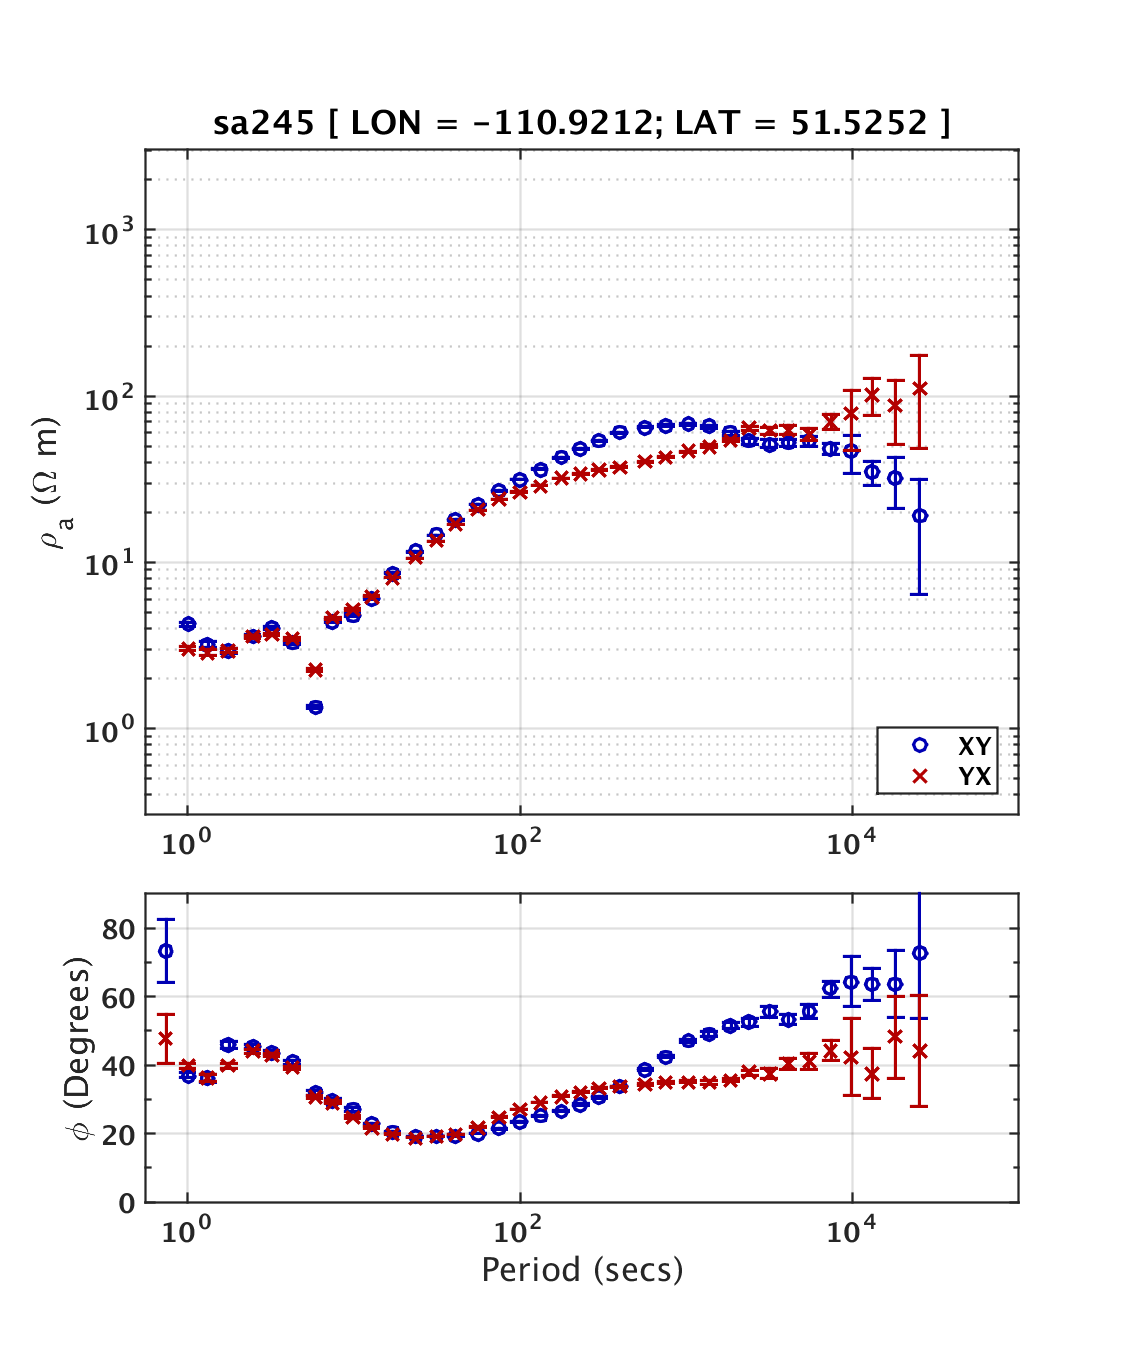 sa245 [ LON = -110.9212; LAT = 51.5252 ]
10³
10²
10¹
10⁰
ρₐ (Ω m)
XY
YX
10⁰ 10² 10⁴
80
60
40
20
0
ϕ (Degrees)
10⁰ 10² 10⁴
Period (secs)